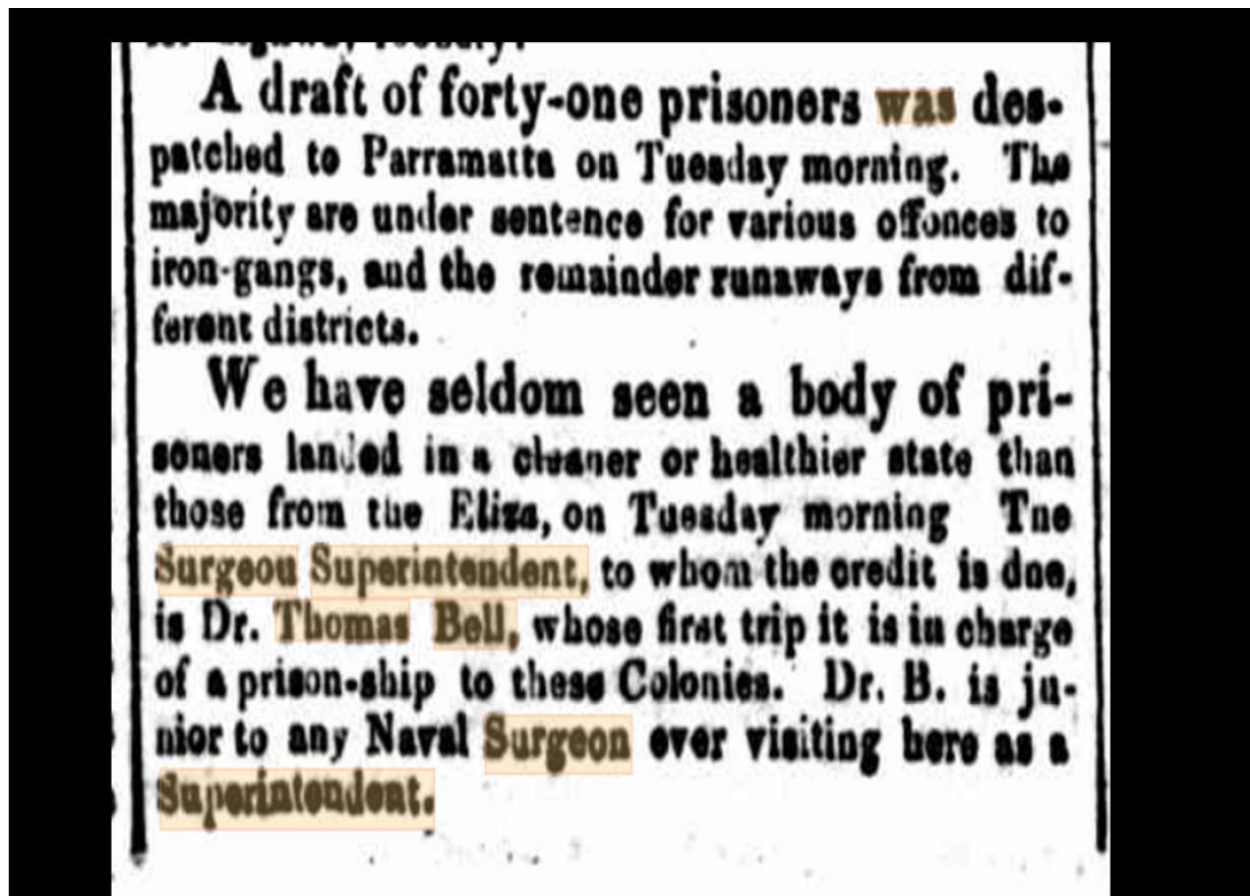 A draft of forty-one prisoners was des-
patched to Parramatta on Tuesday morning. The
majority are under sentence for various offonces to
iron-gangs, and the remainder runaways from dif-
ferent districts.
We have seldom seen a body of pri-
soners landed in a cleaner or healthier state than
those from the Eliza, on Tuesday morning Tne
Surgeou Superintendent, to whom the credit is due,
is Dr. Thomas Bell, whose first trip it is in charge
of a prison-ship to these Colonies. Dr. B. is ju-
nior to any Naval Surgeon ever visiting here as a
Superintendent.